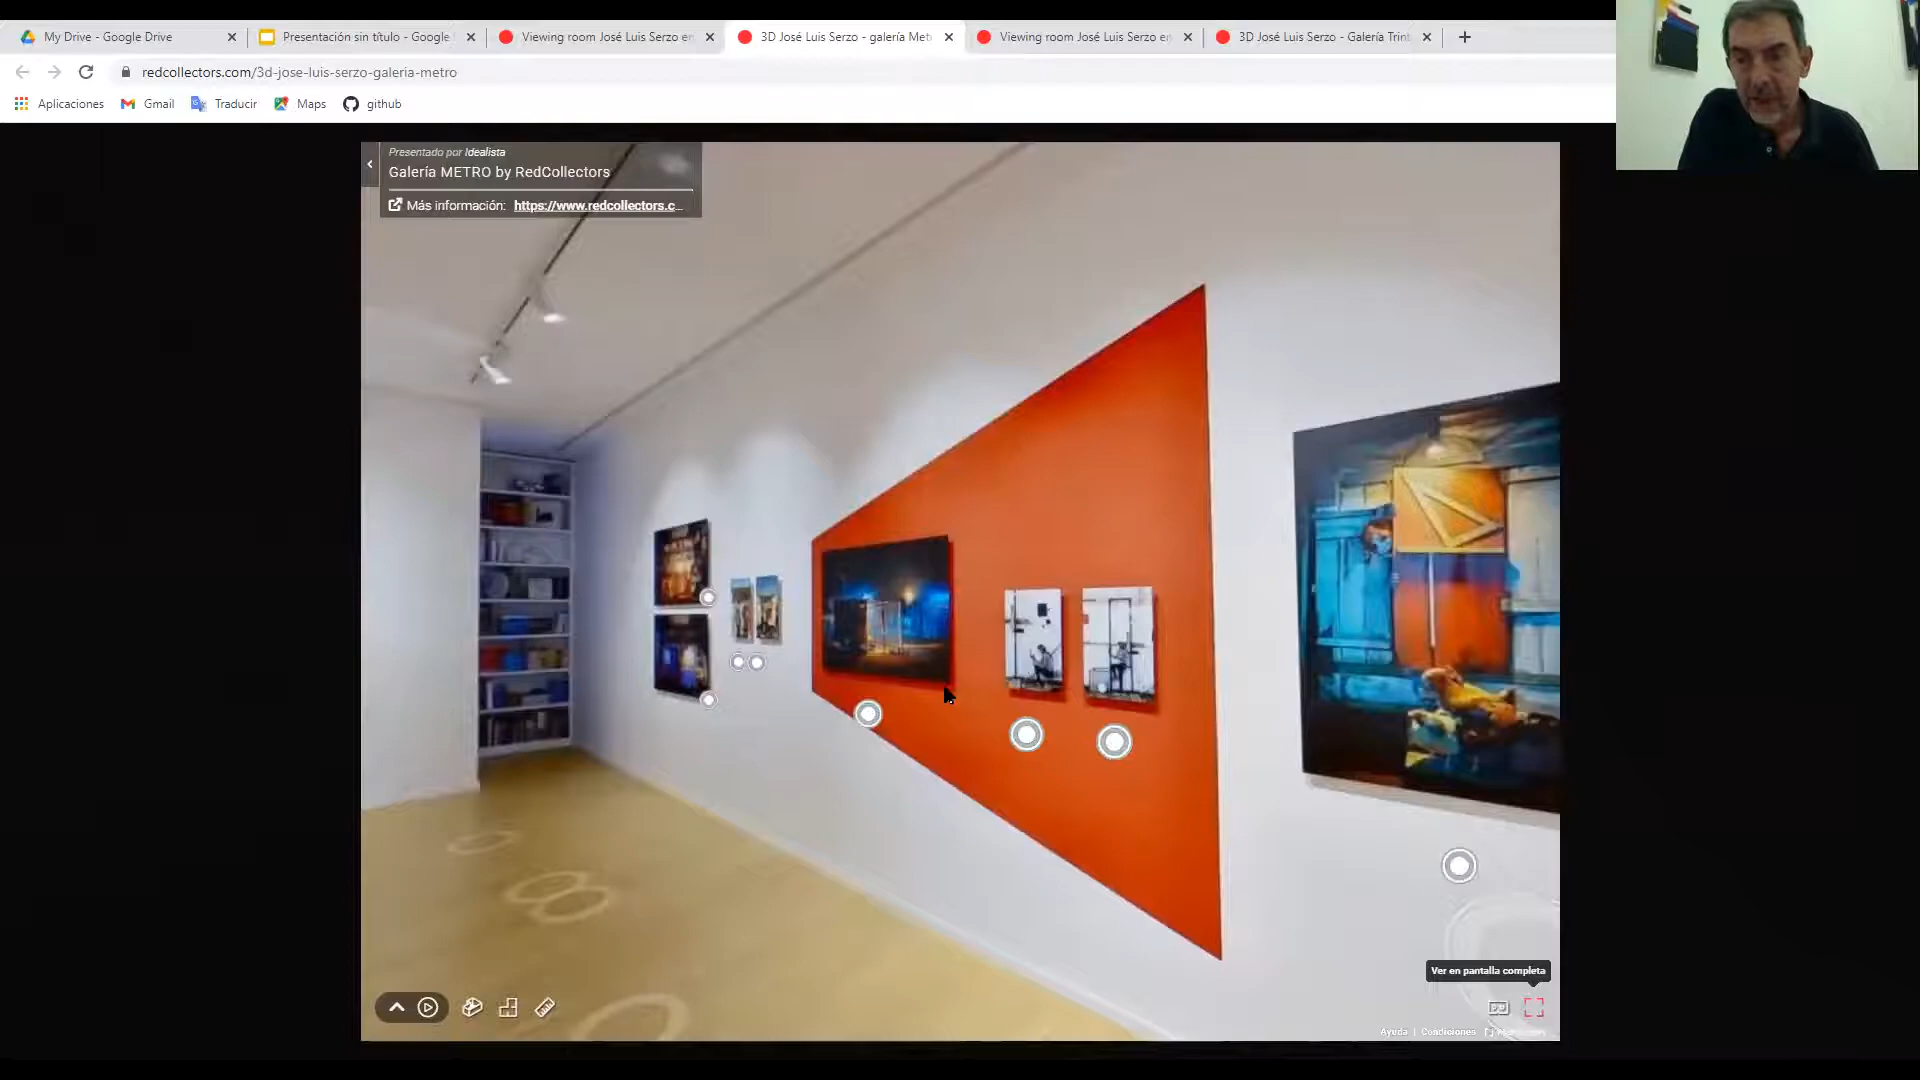 My Drive - Google Drive
Presentación sin título - Google
Viewing room José Luis Serzo en
3D José Luis Serzo - galería Met
Viewing room José Luis Serzo en
3D José Luis Serzo - Galería Trint
redcollectors.com/3d-jose-luis-serzo-galeria-metro
Aplicaciones
Gmail
Traducir
Maps
github
Presentado por Idealista
Galería METRO by RedCollectors
Más información: https://www.redcollectors.c...
Ver en pantalla completa
Ayuda | Condiciones